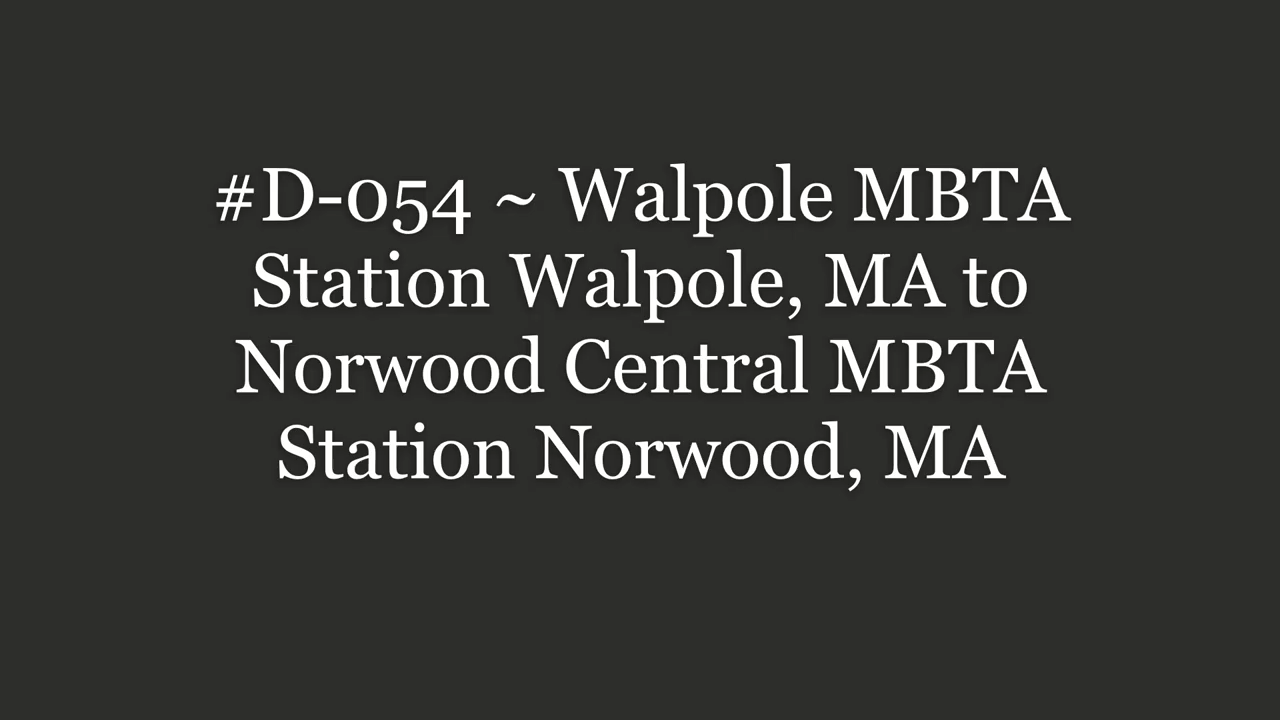 #D-054 ~ Walpole MBTA
Station Walpole, MA to
Norwood Central MBTA
Station Norwood, MA